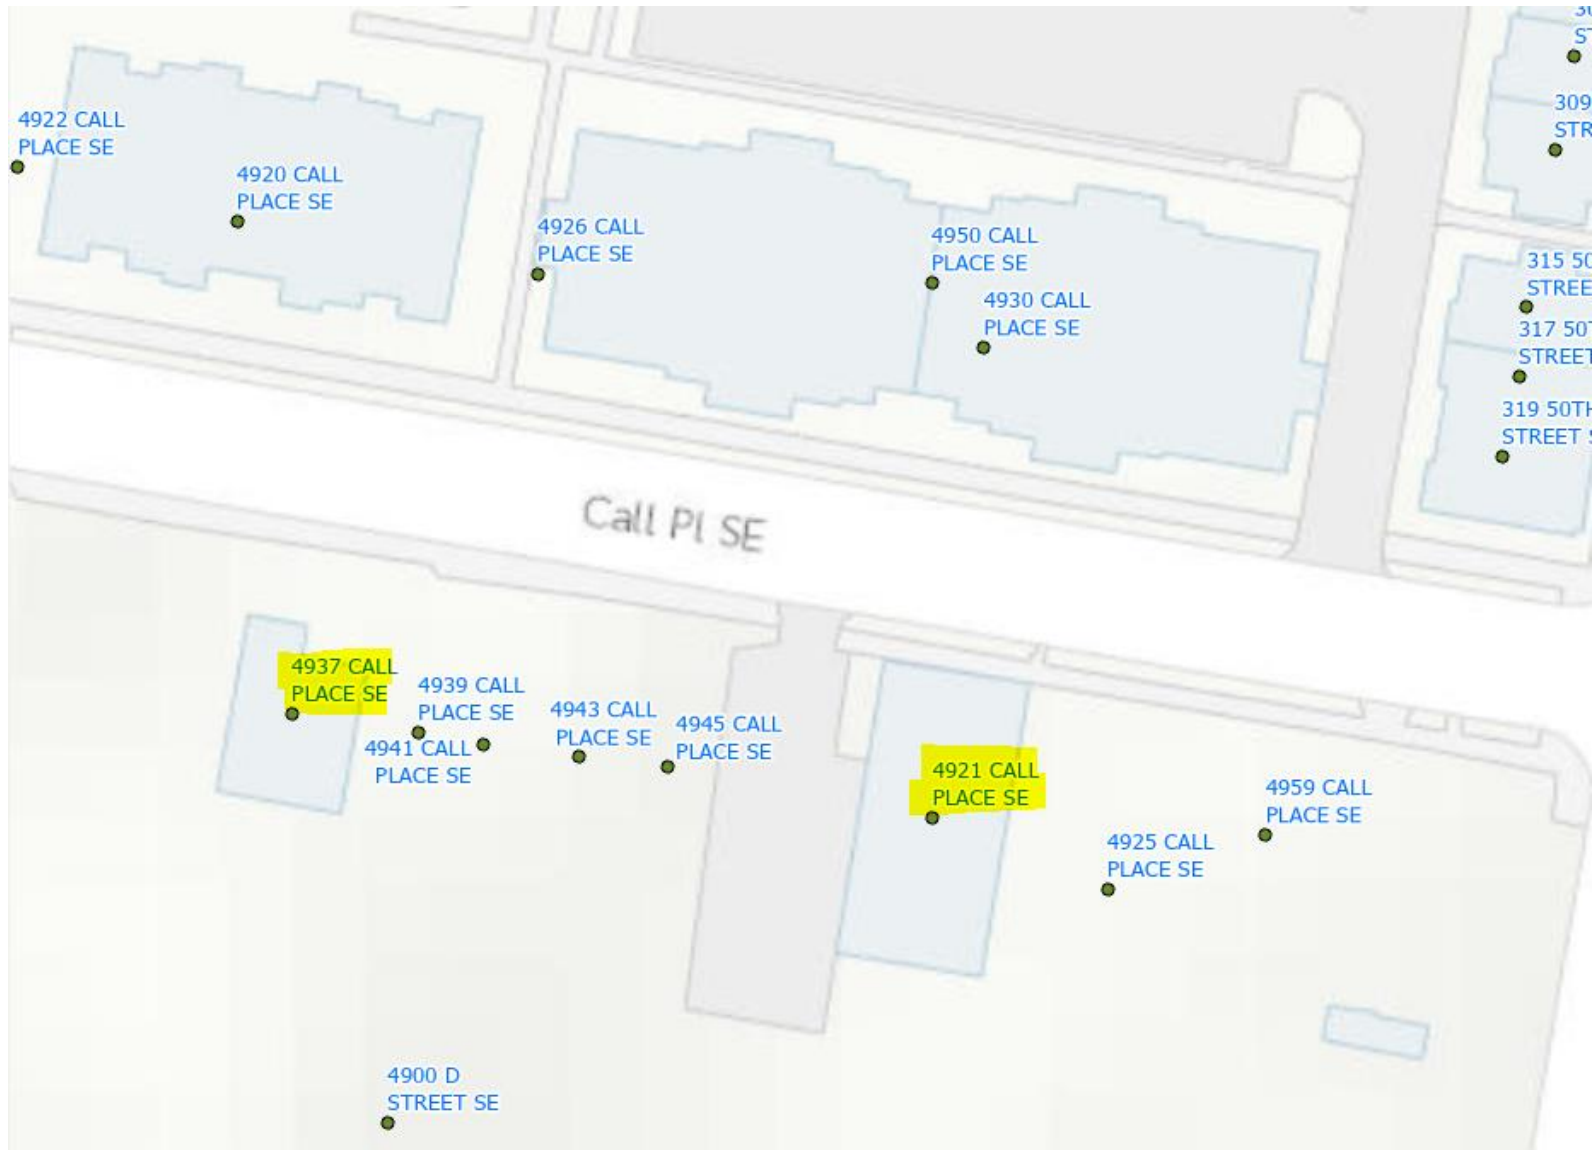 4922 CALL
PLACE SE
4920 CALL
PLACE SE
4926 CALL
PLACE SE
4950 CALL
PLACE SE
4930 CALL
PLACE SE
309
STR
315 50
STREE
317 50T
STREET
319 50TH
STREET
Call Pl SE
4937 CALL
PLACE SE
4939 CALL
PLACE SE
4941 CALL
PLACE SE
4943 CALL
PLACE SE
4945 CALL
PLACE SE
4921 CALL
PLACE SE
4925 CALL
PLACE SE
4959 CALL
PLACE SE
4900 D
STREET SE